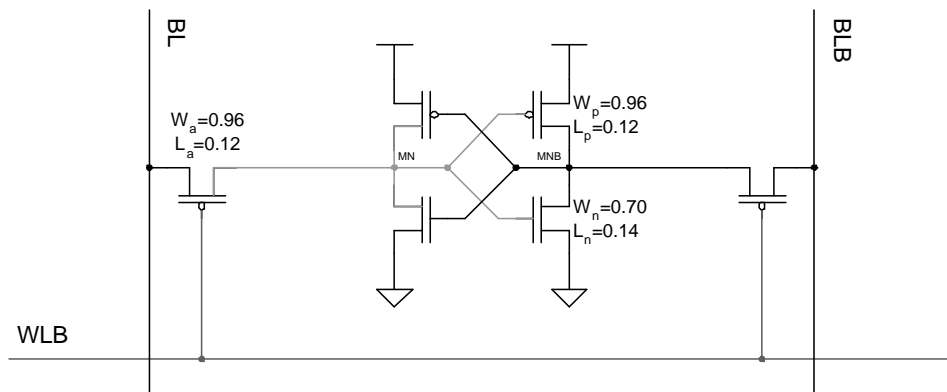 BL
BLB
W_a=0.96
L_a=0.12
W_p=0.96
L_p=0.12
MN
MNB
W_n=0.70
L_n=0.14
WLB